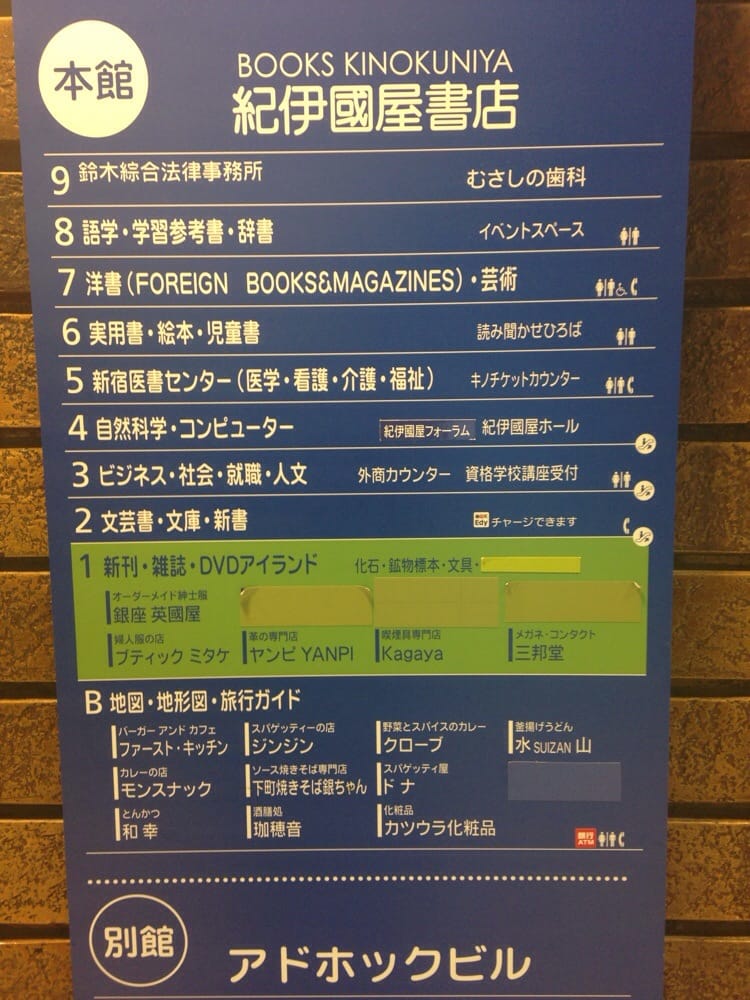 本館
BOOKS KINOKUNIYA
紀伊國屋書店
9 鈴木綜合法律事務所 むさしの歯科
8 語学・学習参考書・辞書 イベントスペース
7 洋書(FOREIGN BOOKS&MAGAZINES)・芸術
6 実用書・絵本・児童書 読み聞かせひろば
5 新宿医書センター(医学・看護・介護・福祉) キノチケットカウンター
4 自然科学・コンピューター 紀伊國屋フォーラム 紀伊國屋ホール
3 ビジネス・社会・就職・人文 外商カウンター 資格学校講座受付
2 文芸書・文庫・新書 Edy チャージできます
1 新刊・雑誌・DVDアイランド 化石・鉱物標本・文具・
オーダーメイド紳士服
銀座 英國屋
婦人服の店 革の専門店 喫煙具専門店 メガネ・コンタクト
ブティック ミタケ ヤンピ YANPI Kagaya 三邦堂
B 地図・地形図・旅行ガイド
バーガー アンド カフェ スパゲッティーの店 野菜とスパイスのカレー 釜揚げうどん
ファースト・キッチン ジンジン クローブ 水 SUIZAN 山
カレーの店 ソース焼きそば専門店 スパゲッティ屋
モンスナック 下町焼きそば銀ちゃん ド ナ
とんかつ 酒膳処 化粧品
和 幸 珈穂音 カツウラ化粧品
銀行
ATM
別館
アドホックビル